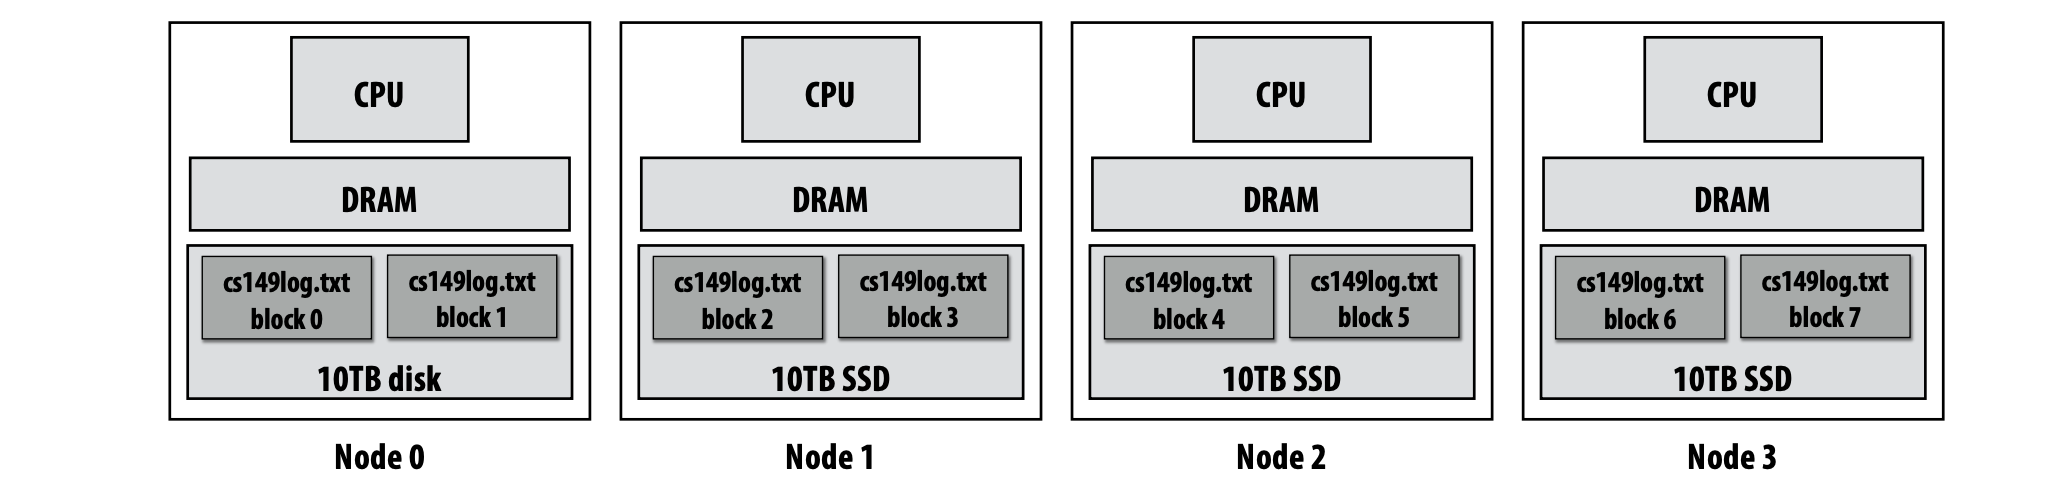 CPU
DRAM
cs149log.txt
block 0
cs149log.txt
block 1
10TB disk
Node 0
CPU
DRAM
cs149log.txt
block 2
cs149log.txt
block 3
10TB SSD
Node 1
CPU
DRAM
cs149log.txt
block 4
cs149log.txt
block 5
10TB SSD
Node 2
CPU
DRAM
cs149log.txt
block 6
cs149log.txt
block 7
10TB SSD
Node 3